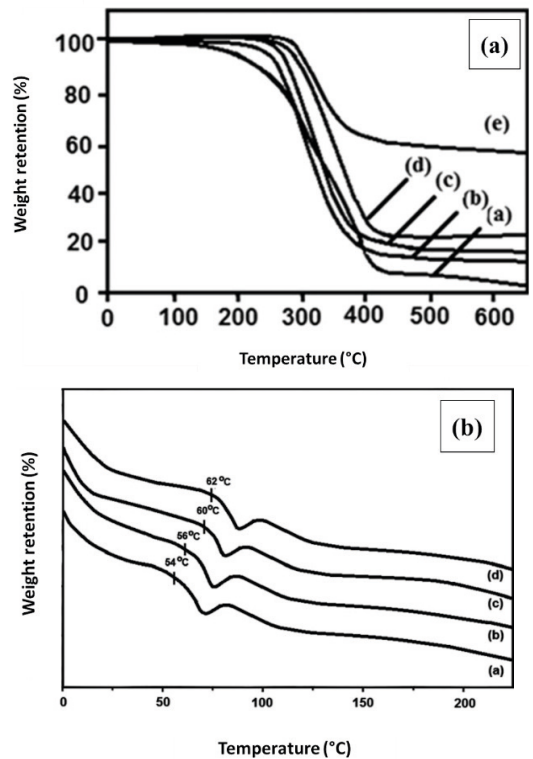 (a)
Weight retention (%)
100
80
60
40
20
0
(e)
(d)
(c)
(b)
(a)
0 100 200 300 400 500 600
Temperature (°C)
(b)
Weight retention (%)
62°C
60°C
56°C
54°C
(d)
(c)
(b)
(a)
0 50 100 150 200
Temperature (°C)